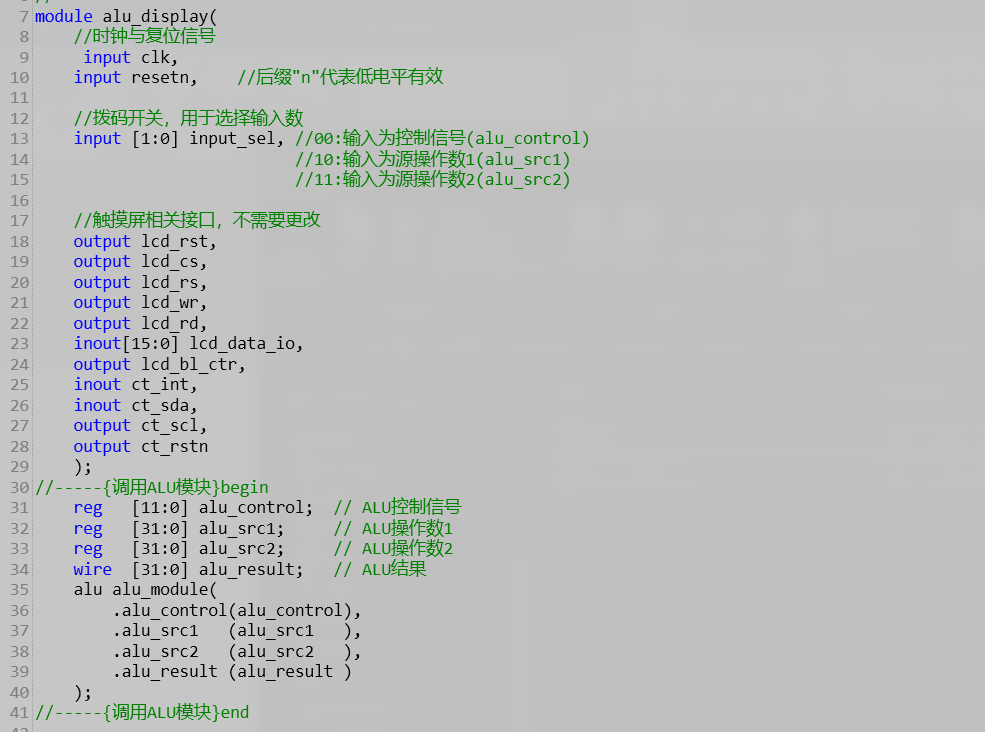 7 module alu_display(
8 //时钟与复位信号
9 input clk,
10 input resetn, //后缀"n"代表低电平有效
11
12 //拨码开关，用于选择输入数
13 input [1:0] input_sel, //00:输入为控制信号(alu_control)
14 //10:输入为源操作数1(alu_src1)
15 //11:输入为源操作数2(alu_src2)
16
17 //触摸屏相关接口，不需要更改
18 output lcd_rst,
19 output lcd_cs,
20 output lcd_rs,
21 output lcd_wr,
22 output lcd_rd,
23 inout[15:0] lcd_data_io,
24 output lcd_bl_ctr,
25 inout ct_int,
26 inout ct_sda,
27 output ct_scl,
28 output ct_rstn
29 );
30 //-----{调用ALU模块}begin
31 reg [11:0] alu_control; // ALU控制信号
32 reg [31:0] alu_src1; // ALU操作数1
33 reg [31:0] alu_src2; // ALU操作数2
34 wire [31:0] alu_result; // ALU结果
35 alu alu_module(
36 .alu_control(alu_control),
37 .alu_src1 (alu_src1 ),
38 .alu_src2 (alu_src2 ),
39 .alu_result (alu_result )
40 );
41 //-----{调用ALU模块}end